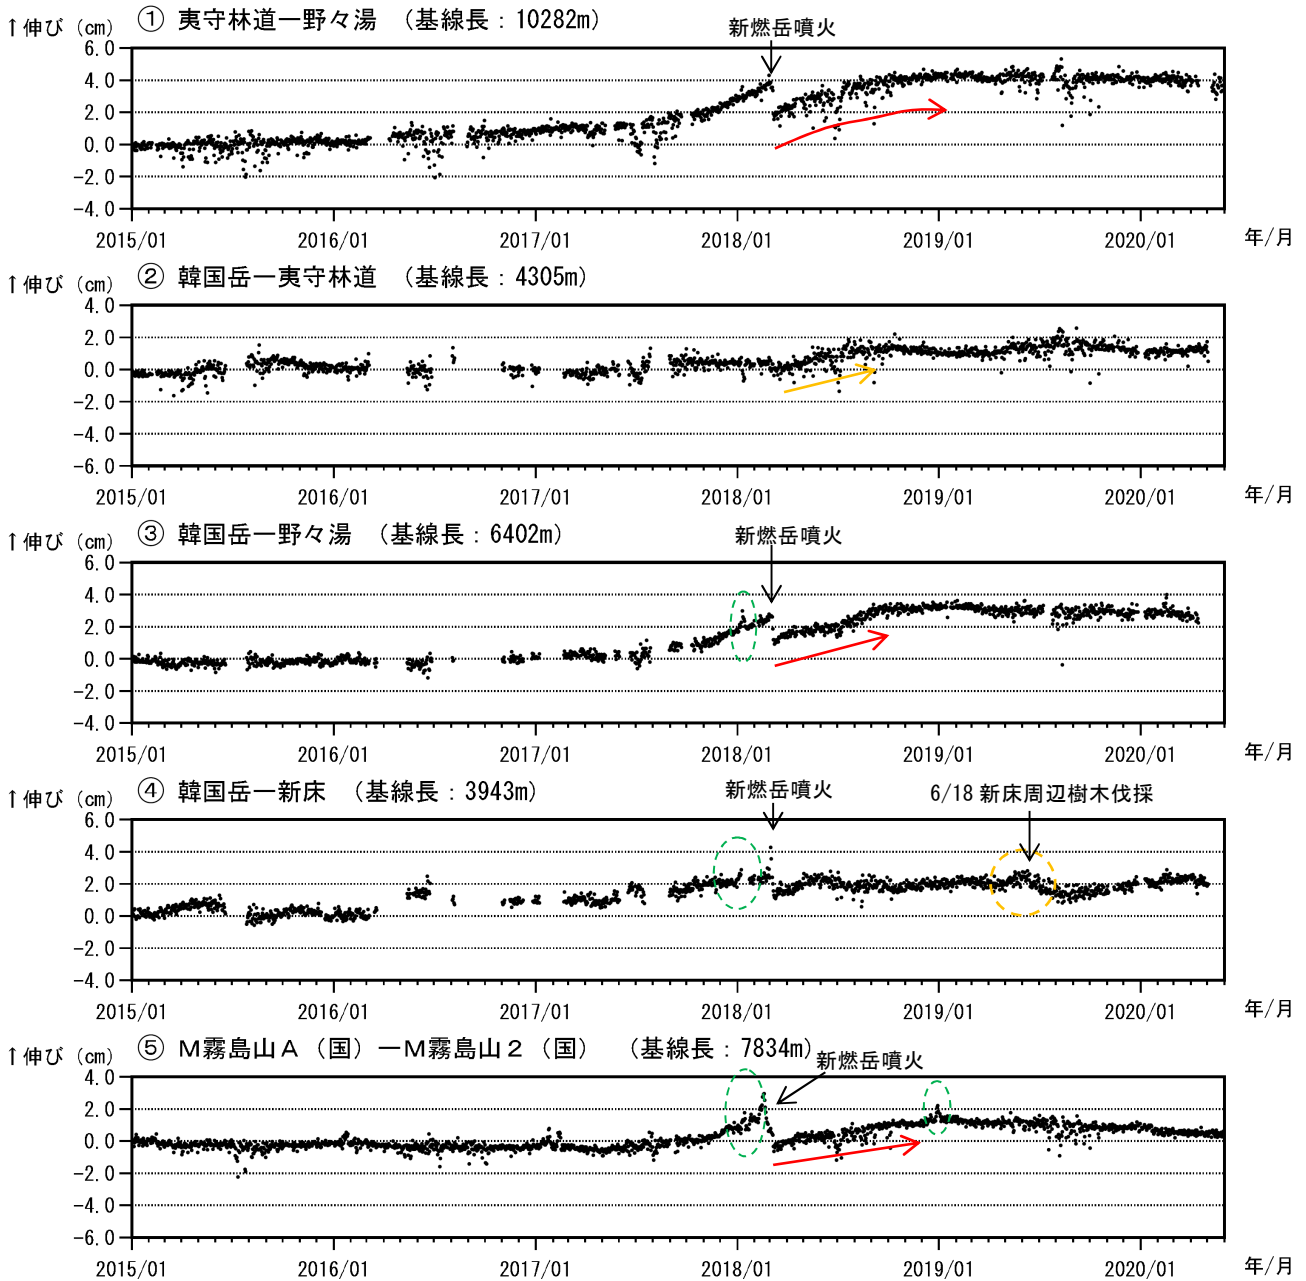 ↑伸び (cm) ① 夷守林道ー野々湯 (基線長：10282m)
新燃岳噴火
6.0
4.0
2.0
0.0
-2.0
-4.0
2015/01 2016/01 2017/01 2018/01 2019/01 2020/01 年/月
↑伸び (cm) ② 韓国岳ー夷守林道 (基線長：4305m)
4.0
2.0
0.0
-2.0
-4.0
-6.0
2015/01 2016/01 2017/01 2018/01 2019/01 2020/01 年/月
↑伸び (cm) ③ 韓国岳ー野々湯 (基線長：6402m)
新燃岳噴火
6.0
4.0
2.0
0.0
-2.0
-4.0
2015/01 2016/01 2017/01 2018/01 2019/01 2020/01 年/月
↑伸び (cm) ④ 韓国岳ー新床 (基線長：3943m)
新燃岳噴火 6/18 新床周辺樹木伐採
6.0
4.0
2.0
0.0
-2.0
-4.0
2015/01 2016/01 2017/01 2018/01 2019/01 2020/01 年/月
↑伸び (cm) ⑤ Ｍ霧島山Ａ（国）ーＭ霧島山２（国） (基線長：7834m)
新燃岳噴火
4.0
2.0
0.0
-2.0
-4.0
-6.0
2015/01 2016/01 2017/01 2018/01 2019/01 2020/01 年/月